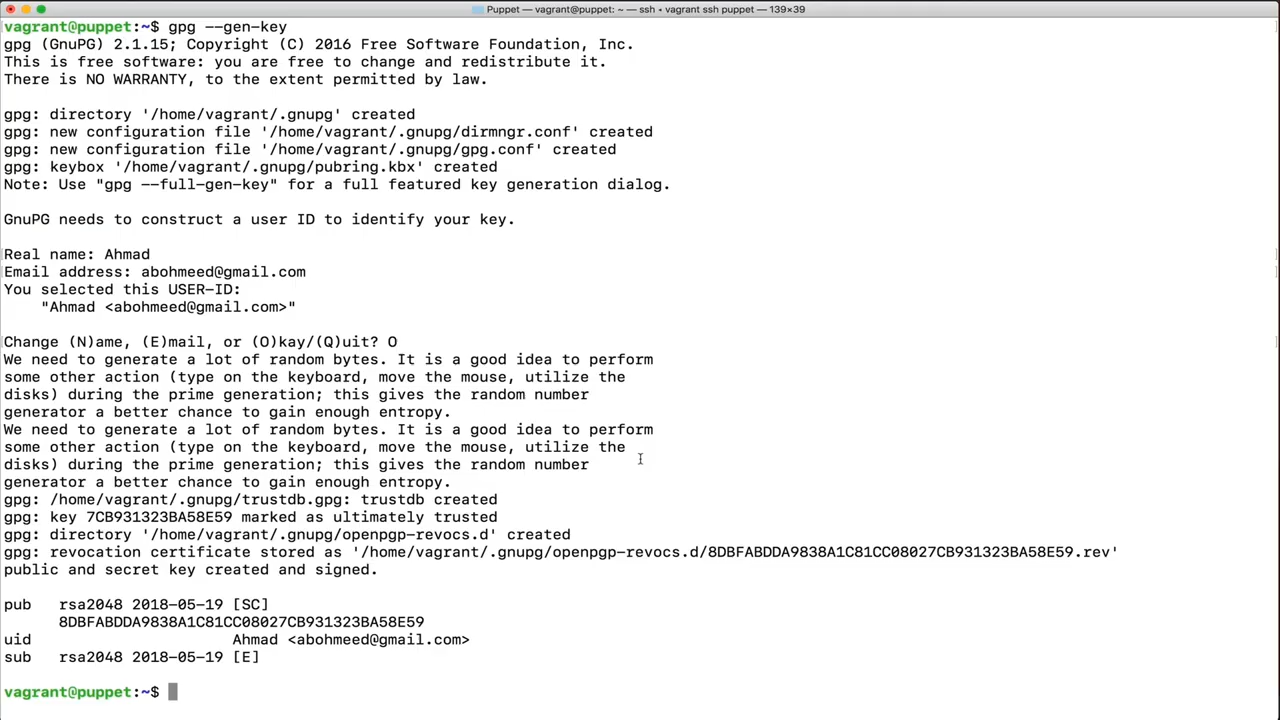 Puppet — vagrant@puppet: ~ — ssh • vagrant ssh puppet — 139×39
vagrant@puppet:~$ gpg --gen-key
gpg (GnuPG) 2.1.15; Copyright (C) 2016 Free Software Foundation, Inc.
This is free software: you are free to change and redistribute it.
There is NO WARRANTY, to the extent permitted by law.
gpg: directory '/home/vagrant/.gnupg' created
gpg: new configuration file '/home/vagrant/.gnupg/dirmngr.conf' created
gpg: new configuration file '/home/vagrant/.gnupg/gpg.conf' created
gpg: keybox '/home/vagrant/.gnupg/pubring.kbx' created
Note: Use "gpg --full-gen-key" for a full featured key generation dialog.
GnuPG needs to construct a user ID to identify your key.
Real name: Ahmad
Email address: abohmeed@gmail.com
You selected this USER-ID:
    "Ahmad <abohmeed@gmail.com>"
Change (N)ame, (E)mail, or (O)kay/(Q)uit? O
We need to generate a lot of random bytes. It is a good idea to perform
some other action (type on the keyboard, move the mouse, utilize the
disks) during the prime generation; this gives the random number
generator a better chance to gain enough entropy.
We need to generate a lot of random bytes. It is a good idea to perform
some other action (type on the keyboard, move the mouse, utilize the
disks) during the prime generation; this gives the random number
generator a better chance to gain enough entropy.
gpg: /home/vagrant/.gnupg/trustdb.gpg: trustdb created
gpg: key 7CB931323BA58E59 marked as ultimately trusted
gpg: directory '/home/vagrant/.gnupg/openpgp-revocs.d' created
gpg: revocation certificate stored as '/home/vagrant/.gnupg/openpgp-revocs.d/8DBFABDDA9838A1C81CC08027CB931323BA58E59.rev'
public and secret key created and signed.
pub   rsa2048 2018-05-19 [SC]
      8DBFABDDA9838A1C81CC08027CB931323BA58E59
uid                      Ahmad <abohmeed@gmail.com>
sub   rsa2048 2018-05-19 [E]
vagrant@puppet:~$